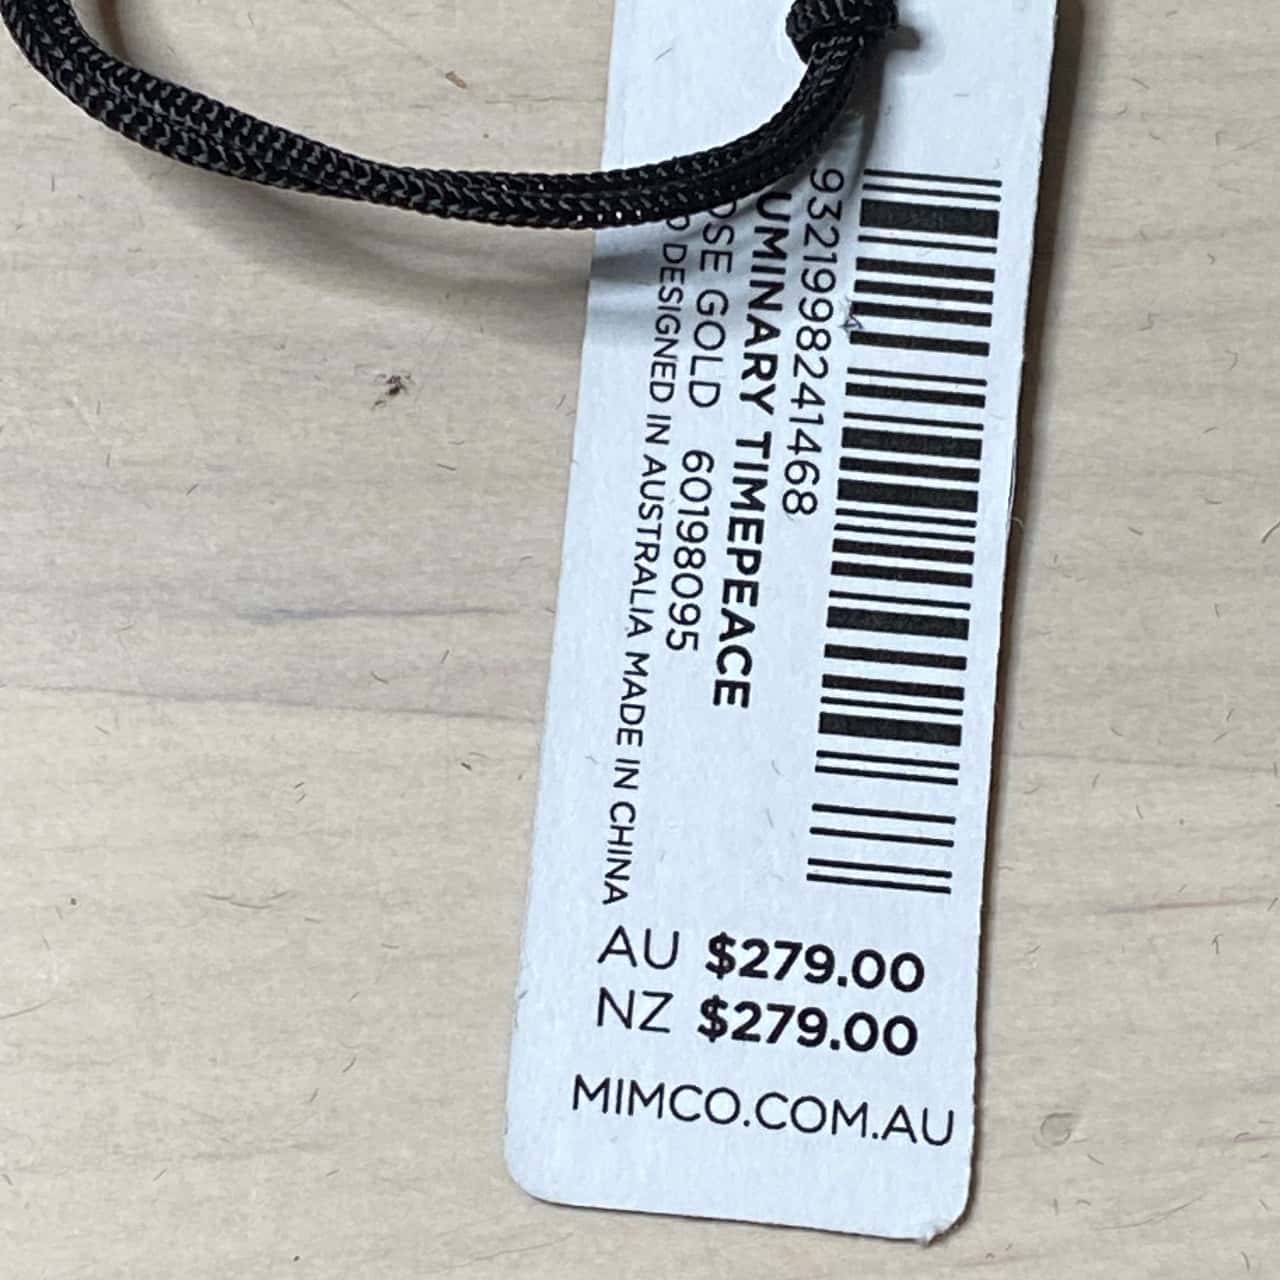 9321998241468
UMINARY TIMEPEACE
OSE GOLD 60198095
D DESIGNED IN AUSTRALIA MADE IN CHINA
AU $279.00
NZ $279.00
MIMCO.COM.AU